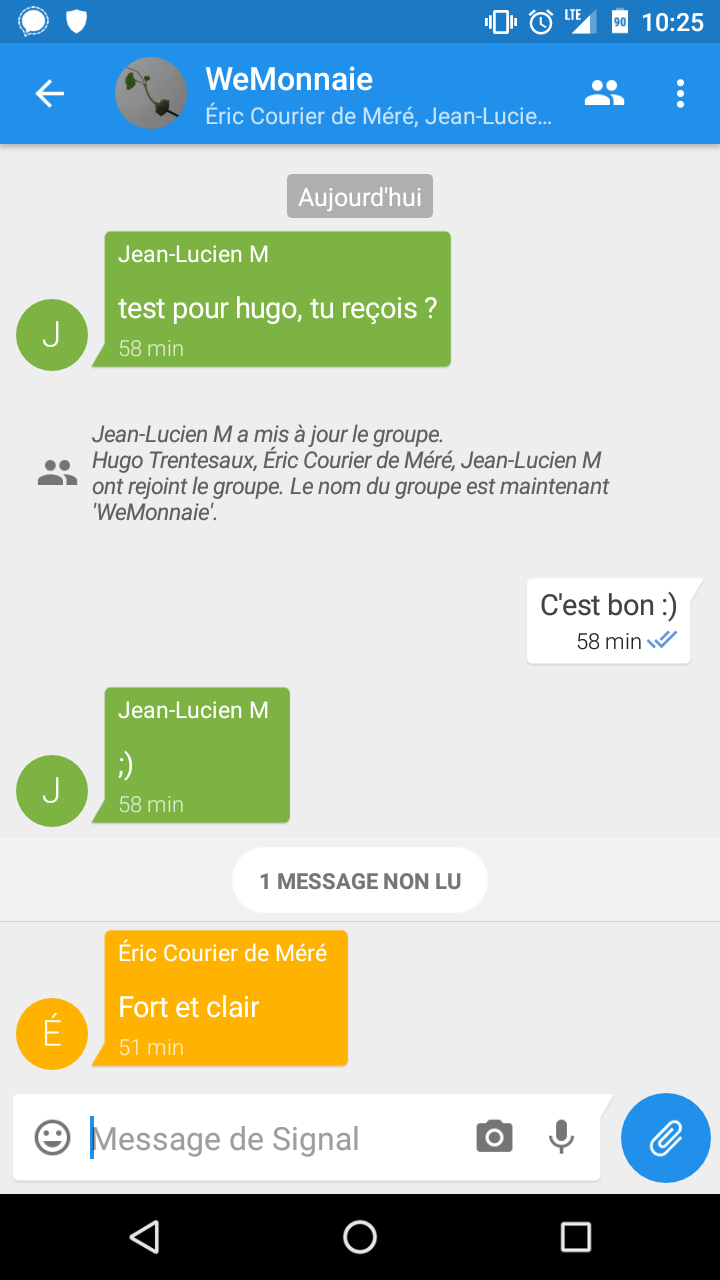 LTE 90 10:25
WeMonnaie
Éric Courier de Méré, Jean-Lucie...
Aujourd'hui
Jean-Lucien M
test pour hugo, tu reçois ?
J
58 min
Jean-Lucien M a mis à jour le groupe.
Hugo Trentesaux, Éric Courier de Méré, Jean-Lucien M
ont rejoint le groupe. Le nom du groupe est maintenant
'WeMonnaie'.
C'est bon :)
58 min
Jean-Lucien M
;)
J
58 min
1 MESSAGE NON LU
Éric Courier de Méré
Fort et clair
É
51 min
Message de Signal